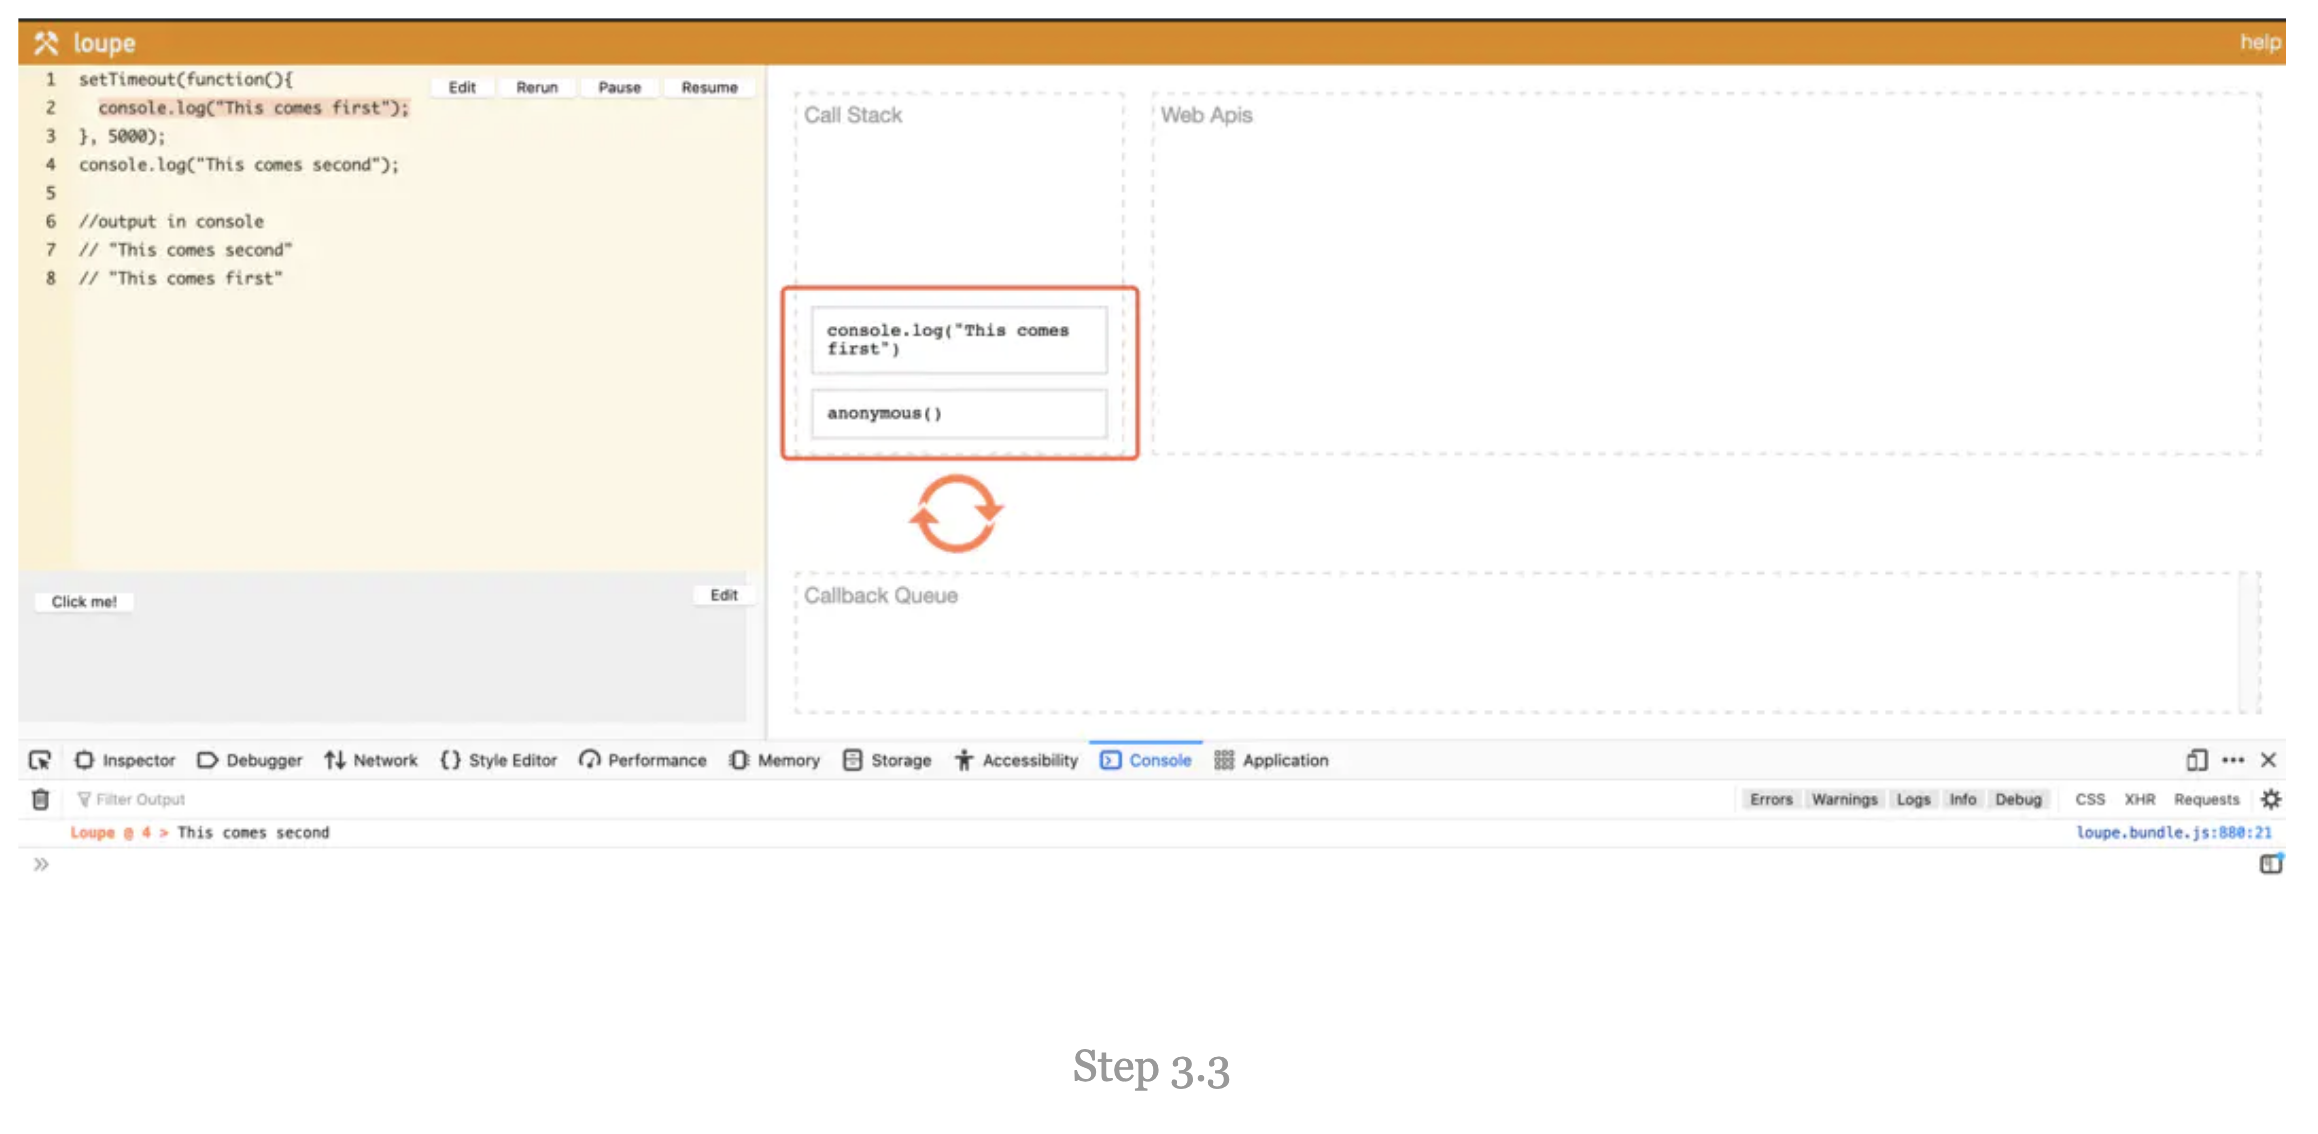 loupe
help
1 setTimeout(function(){
2 console.log("This comes first");
3 }, 5000);
4 console.log("This comes second");
5
6 //output in console
7 // "This comes second"
8 // "This comes first"
Edit Rerun Pause Resume
Call Stack
console.log("This comes
first")
anonymous()
Web Apis
Click me!
Edit
Callback Queue
Inspector Debugger Network Style Editor Performance Memory Storage Accessibility Console Application
Filter Output
Errors Warnings Logs Info Debug CSS XHR Requests
Loupe @ 4 > This comes second loupe.bundle.js:880:21
Step 3.3